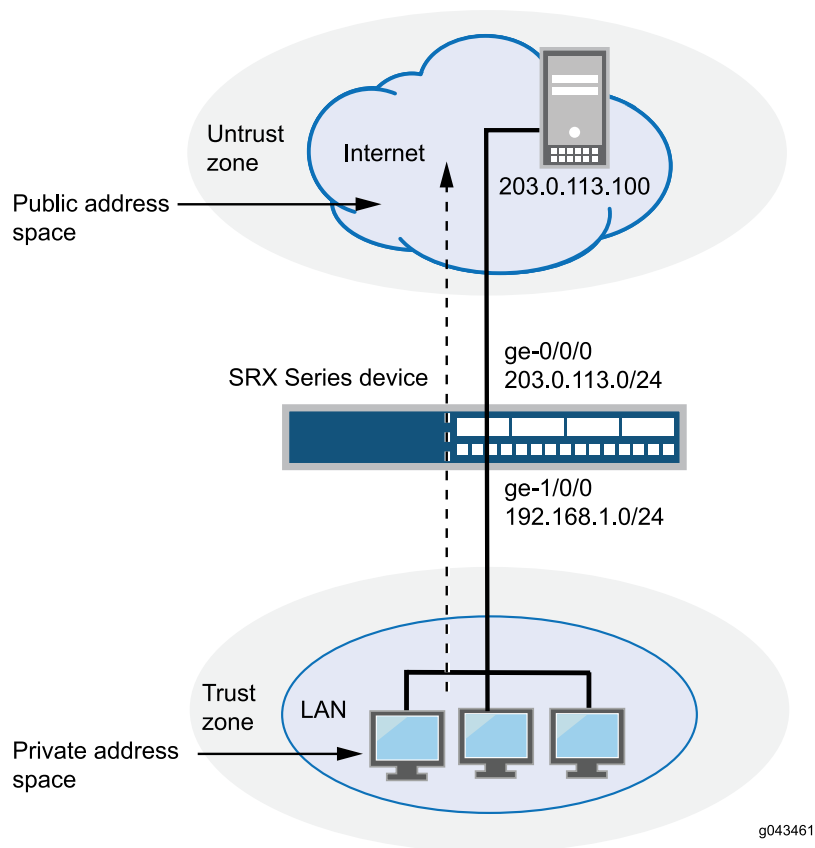 Untrust
zone
Internet
203.0.113.100
Public address
space
ge-0/0/0
203.0.113.0/24
SRX Series device
ge-1/0/0
192.168.1.0/24
Trust
zone
LAN
Private address
space
g043461